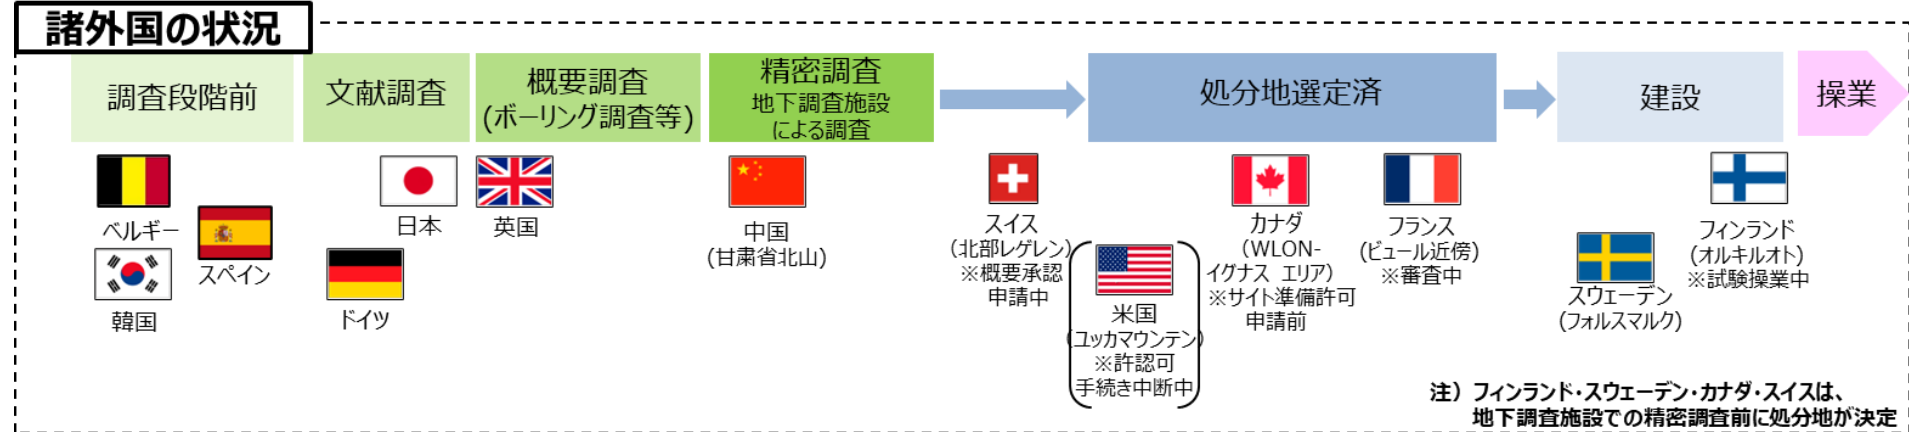 諸外国の状況
調査段階前
文献調査
概要調査
(ボーリング調査等)
精密調査
地下調査施設
による調査
処分地選定済
建設
操業
ベルギー
韓国
スペイン
日本
ドイツ
英国
中国
(甘粛省北山)
スイス
(北部レゲレン)
※概要承認
申請中
米国
(ユッカマウンテン)
※許認可
手続き中断中
カナダ
(WLON-
イグナス エリア)
※サイト準備許可
申請前
フランス
(ビュール近傍)
※審査中
スウェーデン
(フォルスマルク)
フィンランド
(オルキルオト)
※試験操業中
注）フィンランド・スウェーデン・カナダ・スイスは、
地下調査施設での精密調査前に処分地が決定